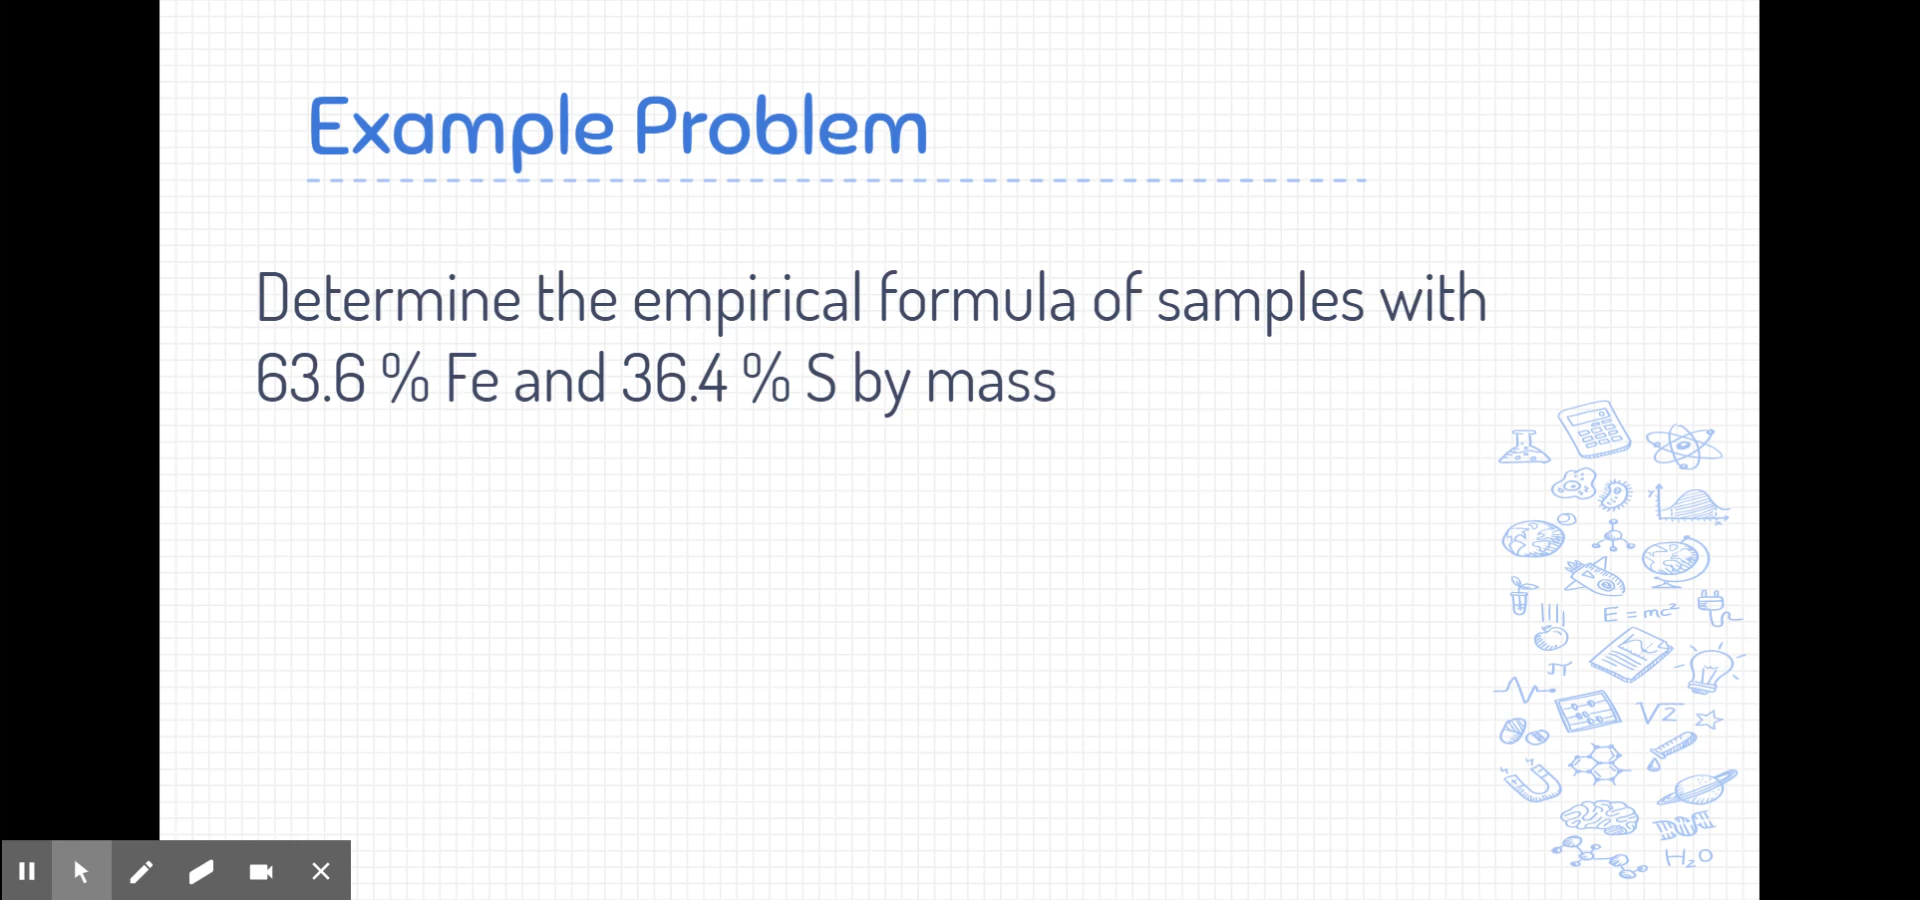 Example Problem
Determine the empirical formula of samples with
63.6 % Fe and 36.4 % S by mass
E = mc²
π
√2
H₂O